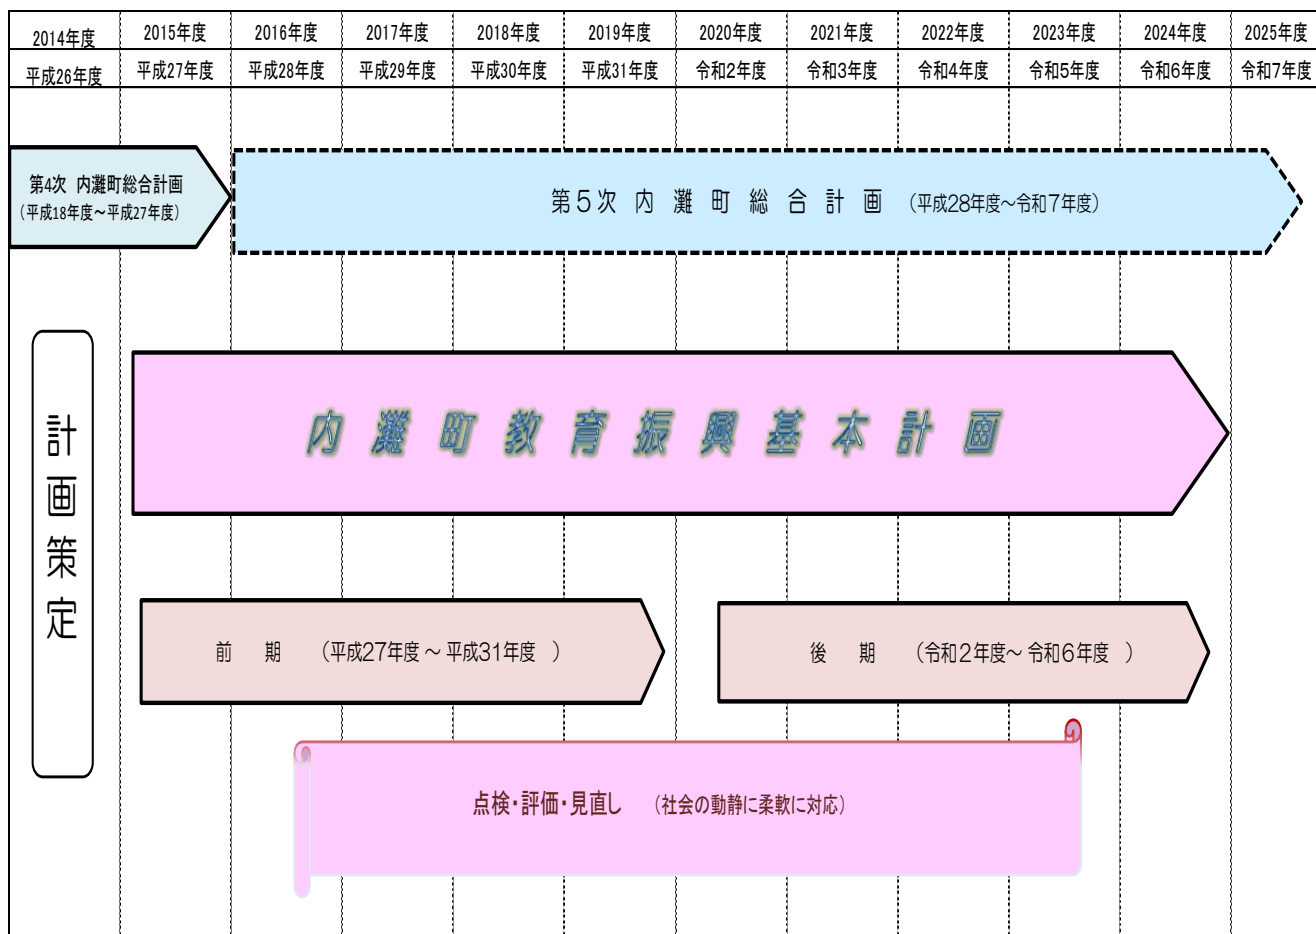 2014年度 2015年度 2016年度 2017年度 2018年度 2019年度 2020年度 2021年度 2022年度 2023年度 2024年度 2025年度
平成26年度 平成27年度 平成28年度 平成29年度 平成30年度 平成31年度 令和2年度 令和3年度 令和4年度 令和5年度 令和6年度 令和7年度
第4次 内灘町総合計画
(平成18年度～平成27年度)
第5次 内灘町総合計画 (平成28年度～令和7年度)
計画策定
内灘町教育振興基本計画
前 期 (平成27年度～平成31年度 )
後 期 (令和2年度～令和6年度 )
点検・評価・見直し (社会の動静に柔軟に対応)